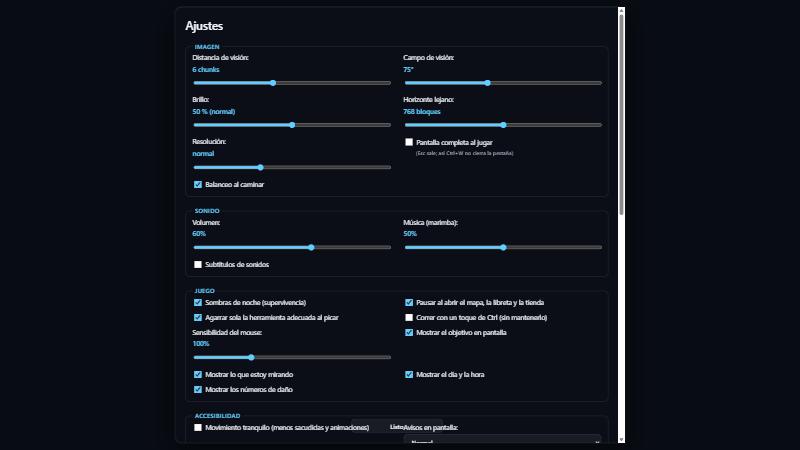 Ajustes
IMAGEN
Distancia de visión:
6 chunks
Campo de visión:
75°
Brillo:
50 % (normal)
Horizonte lejano:
768 bloques
Resolución:
normal
Pantalla completa al jugar
(Esc sale; así Ctrl+W no cierra la pestaña)
Balanceo al caminar
SONIDO
Volumen:
60%
Música (marimba):
50%
Subtítulos de sonidos
JUEGO
Sombras de noche (supervivencia)
Pausar al abrir el mapa, la libreta y la tienda
Agarrar sola la herramienta adecuada al picar
Correr con un toque de Ctrl (sin mantenerlo)
Sensibilidad del mouse:
100%
Mostrar el objetivo en pantalla
Mostrar lo que estoy mirando
Mostrar el día y la hora
Mostrar los números de daño
ACCESIBILIDAD
Movimiento tranquilo (menos sacudidas y animaciones)
Listo
Avisos en pantalla:
Normal